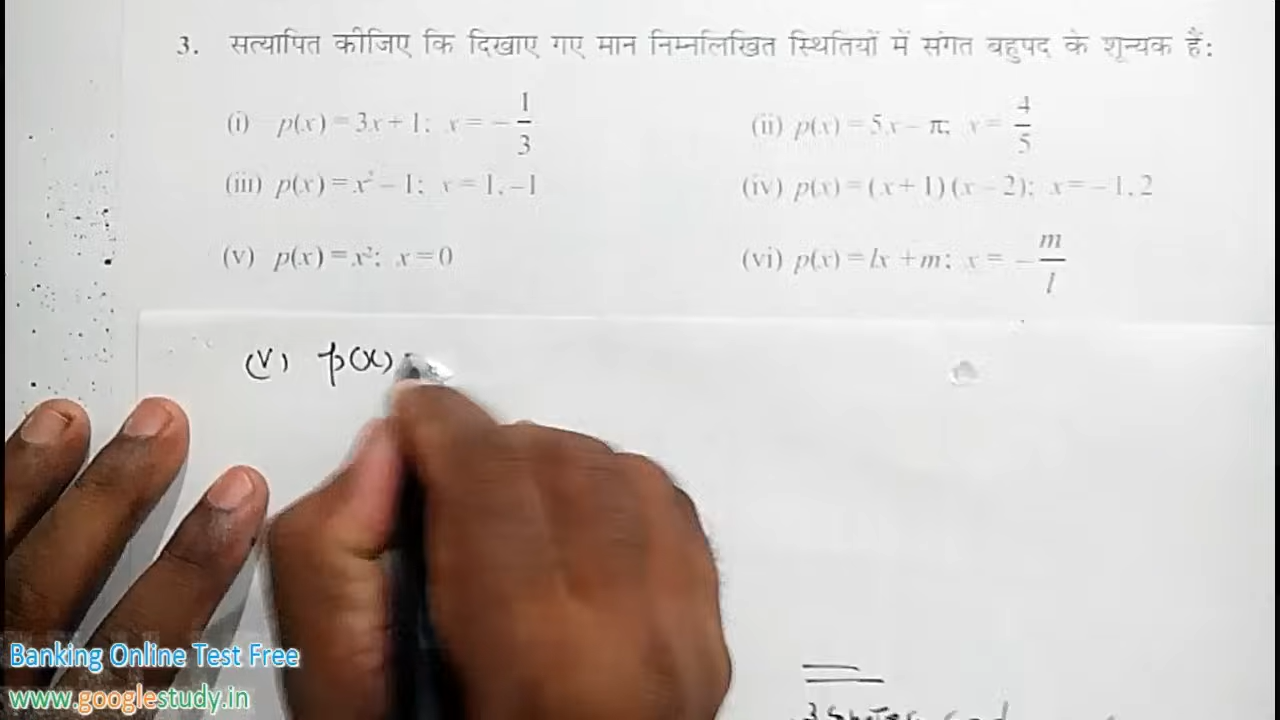 3. सत्यापित कीजिए कि दिखाए गए मान निम्नलिखित स्थितियों में संगत बहुपद के शून्यक हैं:
(i) p(x) = 3x + 1; x = -1/3 (ii) p(x) = 5x - π; x = 4/5
(iii) p(x) = x² - 1; x = 1, -1 (iv) p(x) = (x + 1) (x - 2); x = -1, 2
(v) p(x) = x²; x = 0 (vi) p(x) = lx + m; x = -m/l
(v) p(x)
Banking Online Test Free
www.googlestudy.in